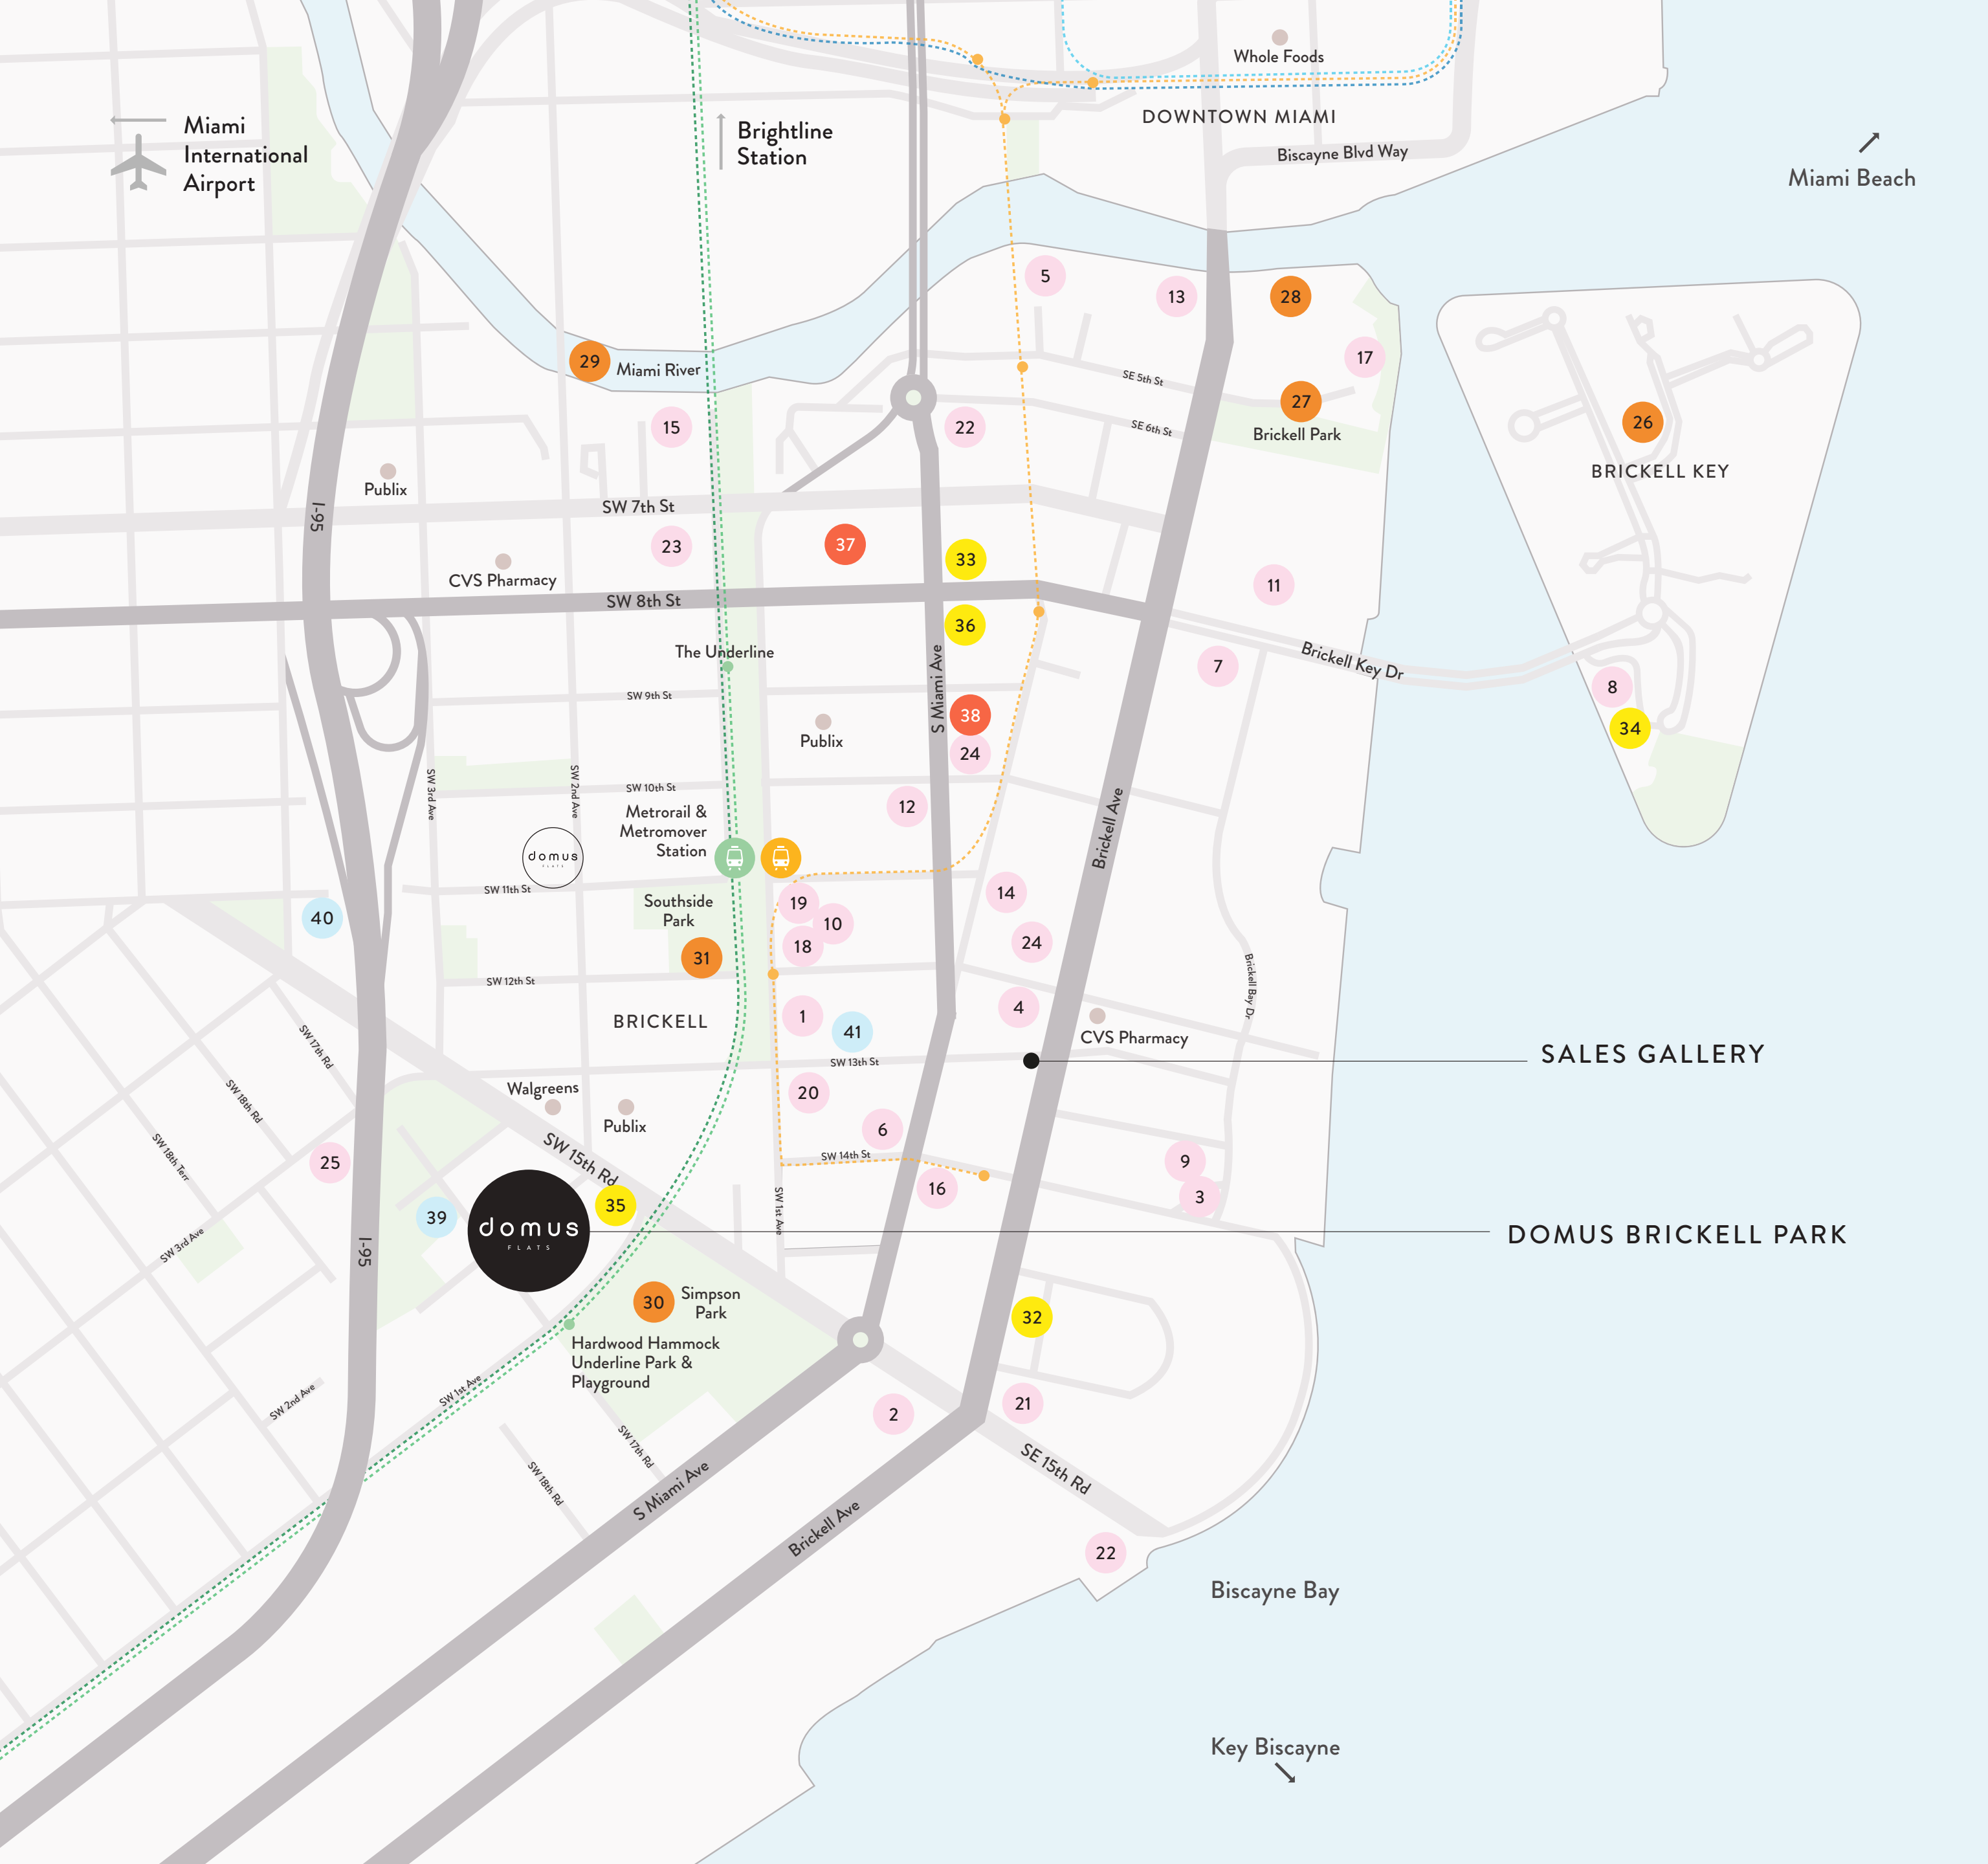 Whole Foods
DOWNTOWN MIAMI
Biscayne Blvd Way
Miami
International
Airport
Brightline
Station
Miami Beach
5
13
28
17
29
Miami River
SE 5th St
27
Brickell Park
15
22
SE 6th St
26
BRICKELL KEY
Publix
I-95
SW 7th St
23
37
33
CVS Pharmacy
SW 8th St
11
36
The Underline
S Miami Ave
7
Brickell Key Dr
8
34
SW 9th St
38
Publix
24
SW 3rd Ave
SW 2nd Ave
SW 10th St
12
Metrorail &
Metromover
Station
Brickell Ave
domus
FLATS
SW 11th St
40
Southside
Park
19
10
18
14
24
31
SW 12th St
Brickell Bay Dr
BRICKELL
1
41
4
CVS Pharmacy
SW 13th St
SALES GALLERY
SW 17th Rd
SW 18th Rd
SW 18th Terr
Walgreens
Publix
20
6
SW 15th Rd
SW 14th St
25
9
3
16
39
35
SW 1st Ave
domus
FLATS
DOMUS BRICKELL PARK
SW 3rd Ave
I-95
30
Simpson
Park
32
Hardwood Hammock
Underline Park &
Playground
SW 2nd Ave
SW 1st Ave
2
21
SW 17th Rd
SW 18th Rd
S Miami Ave
SE 15th Rd
Brickell Ave
22
Biscayne Bay
Key Biscayne